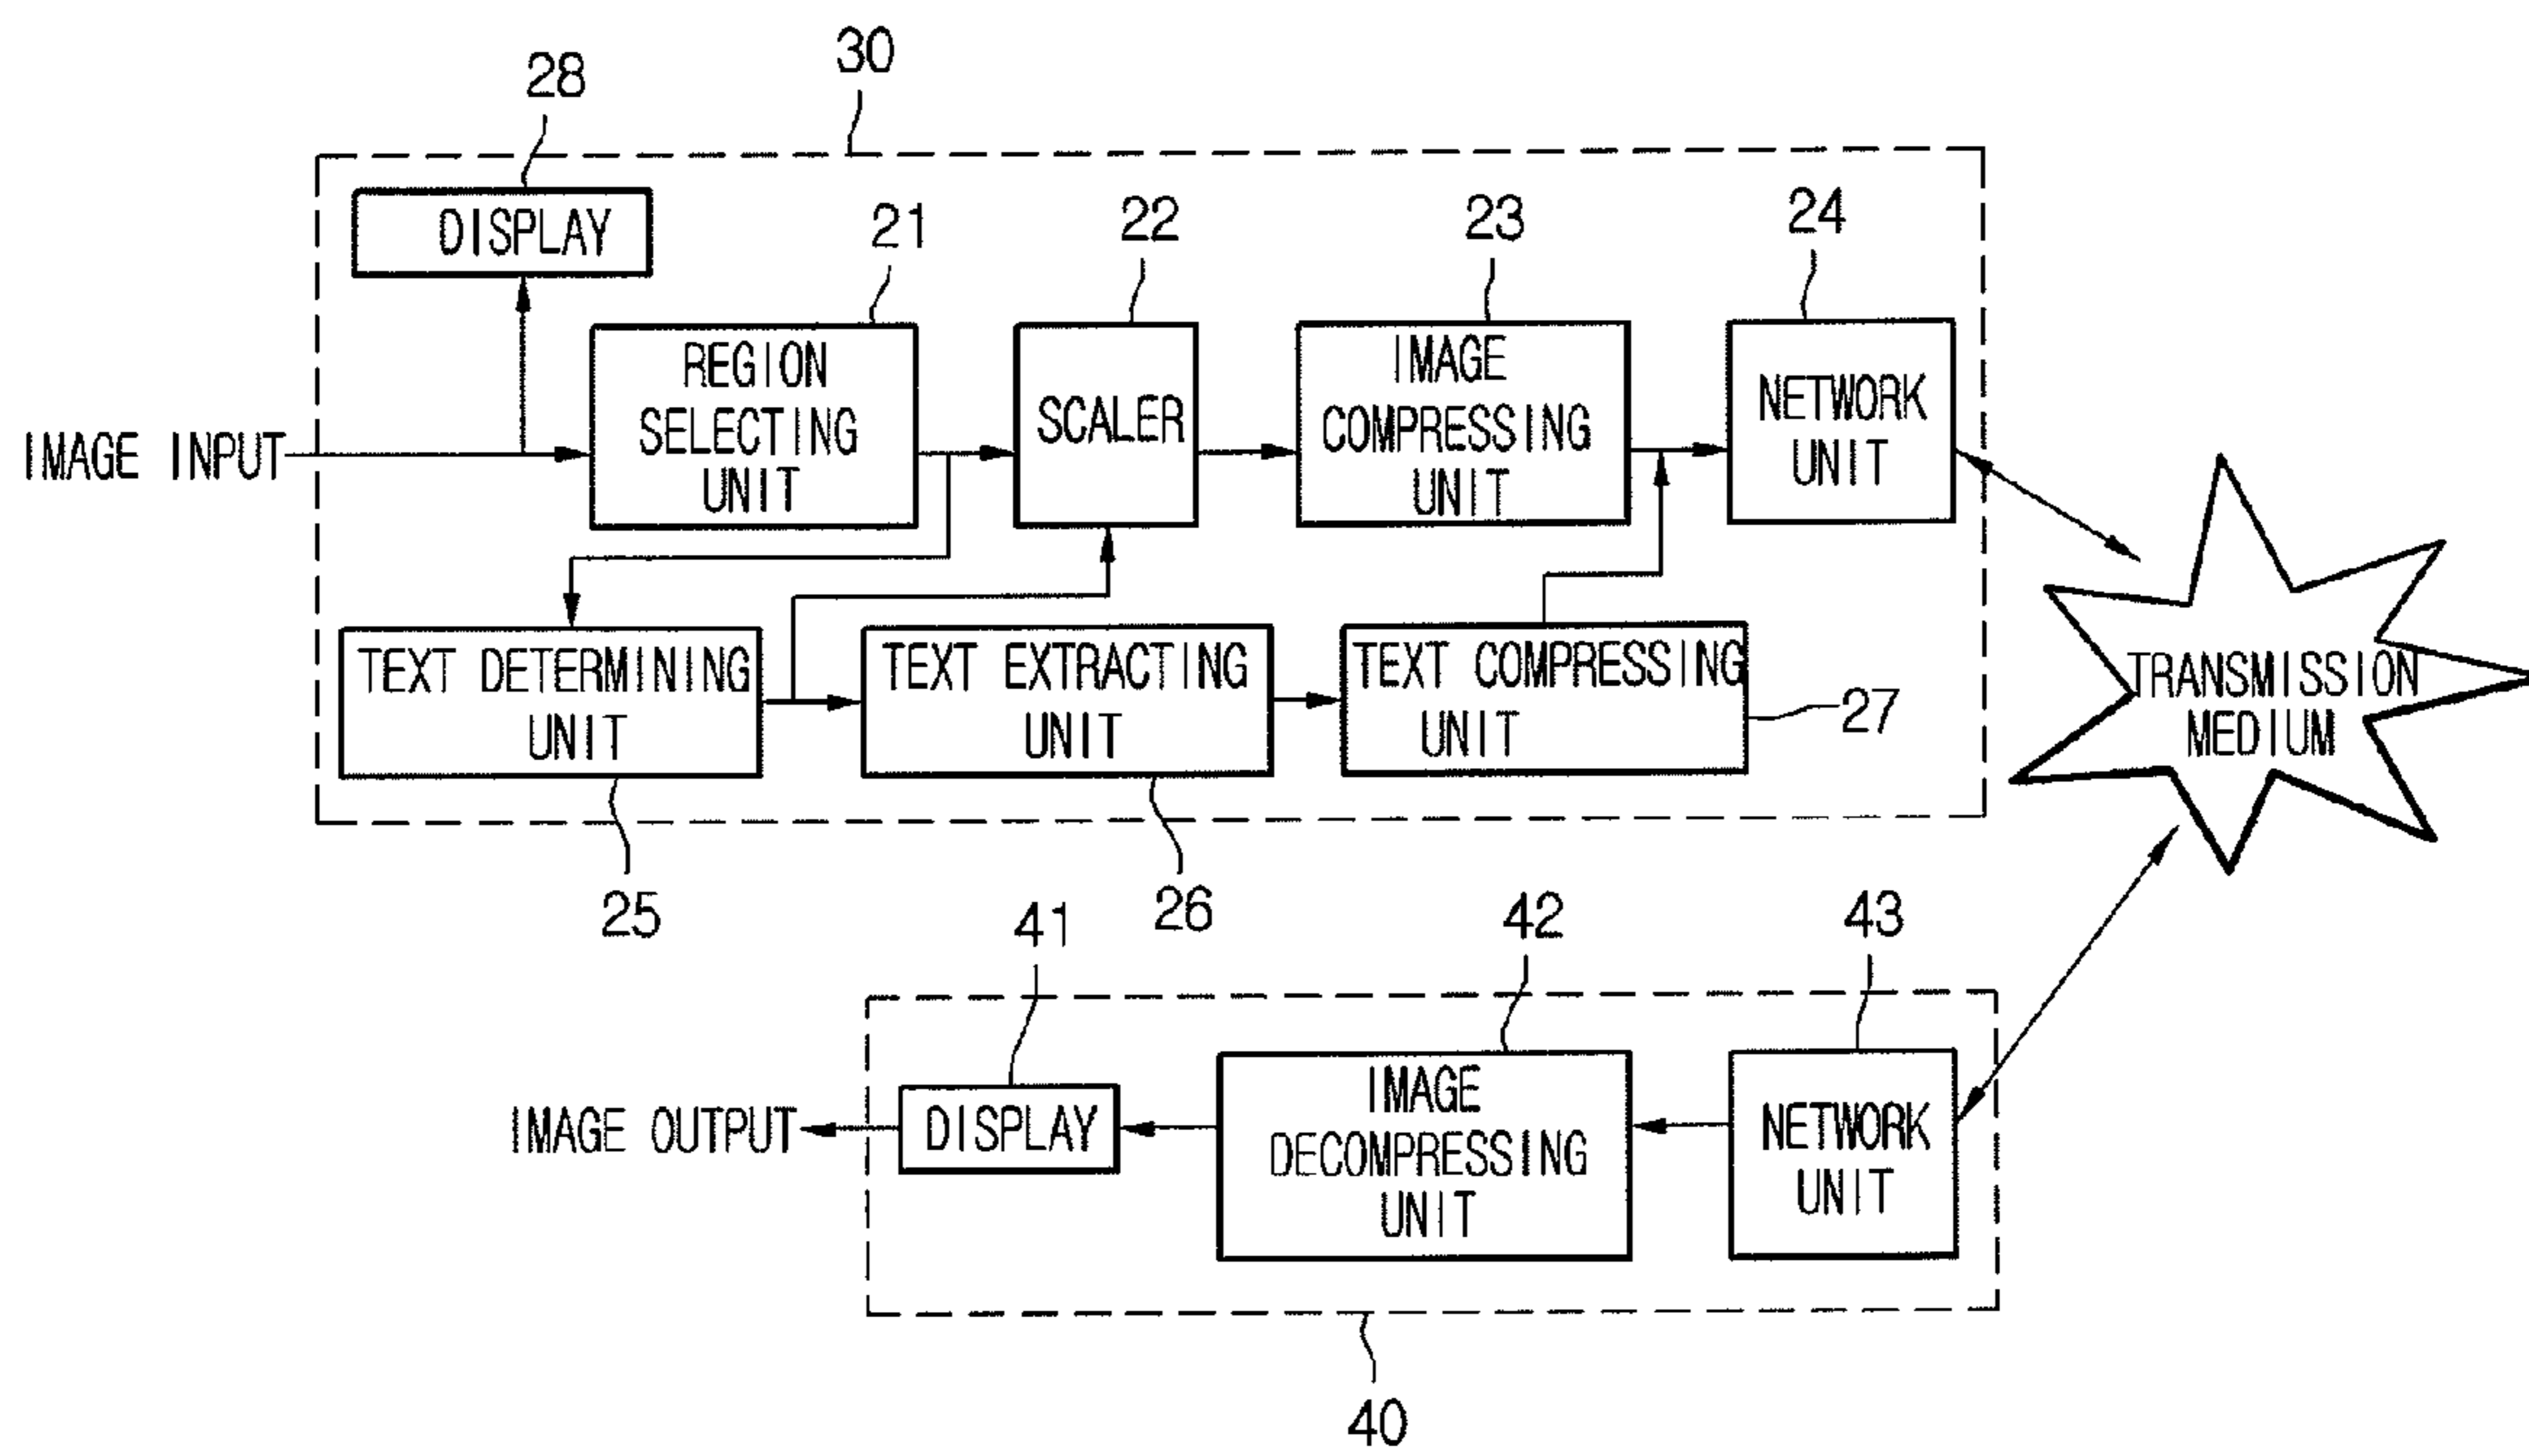 30
28
DISPLAY
21
22
23
24
IMAGE INPUT
REGION
SELECTING
UNIT
SCALER
IMAGE
COMPRESSING
UNIT
NETWORK
UNIT
TEXT DETERMINING
UNIT
TEXT EXTRACTING
UNIT
TEXT COMPRESSING
UNIT
27
TRANSMISSION
MEDIUM
25
26
41
42
43
IMAGE OUTPUT
DISPLAY
IMAGE
DECOMPRESSING
UNIT
NETWORK
UNIT
40